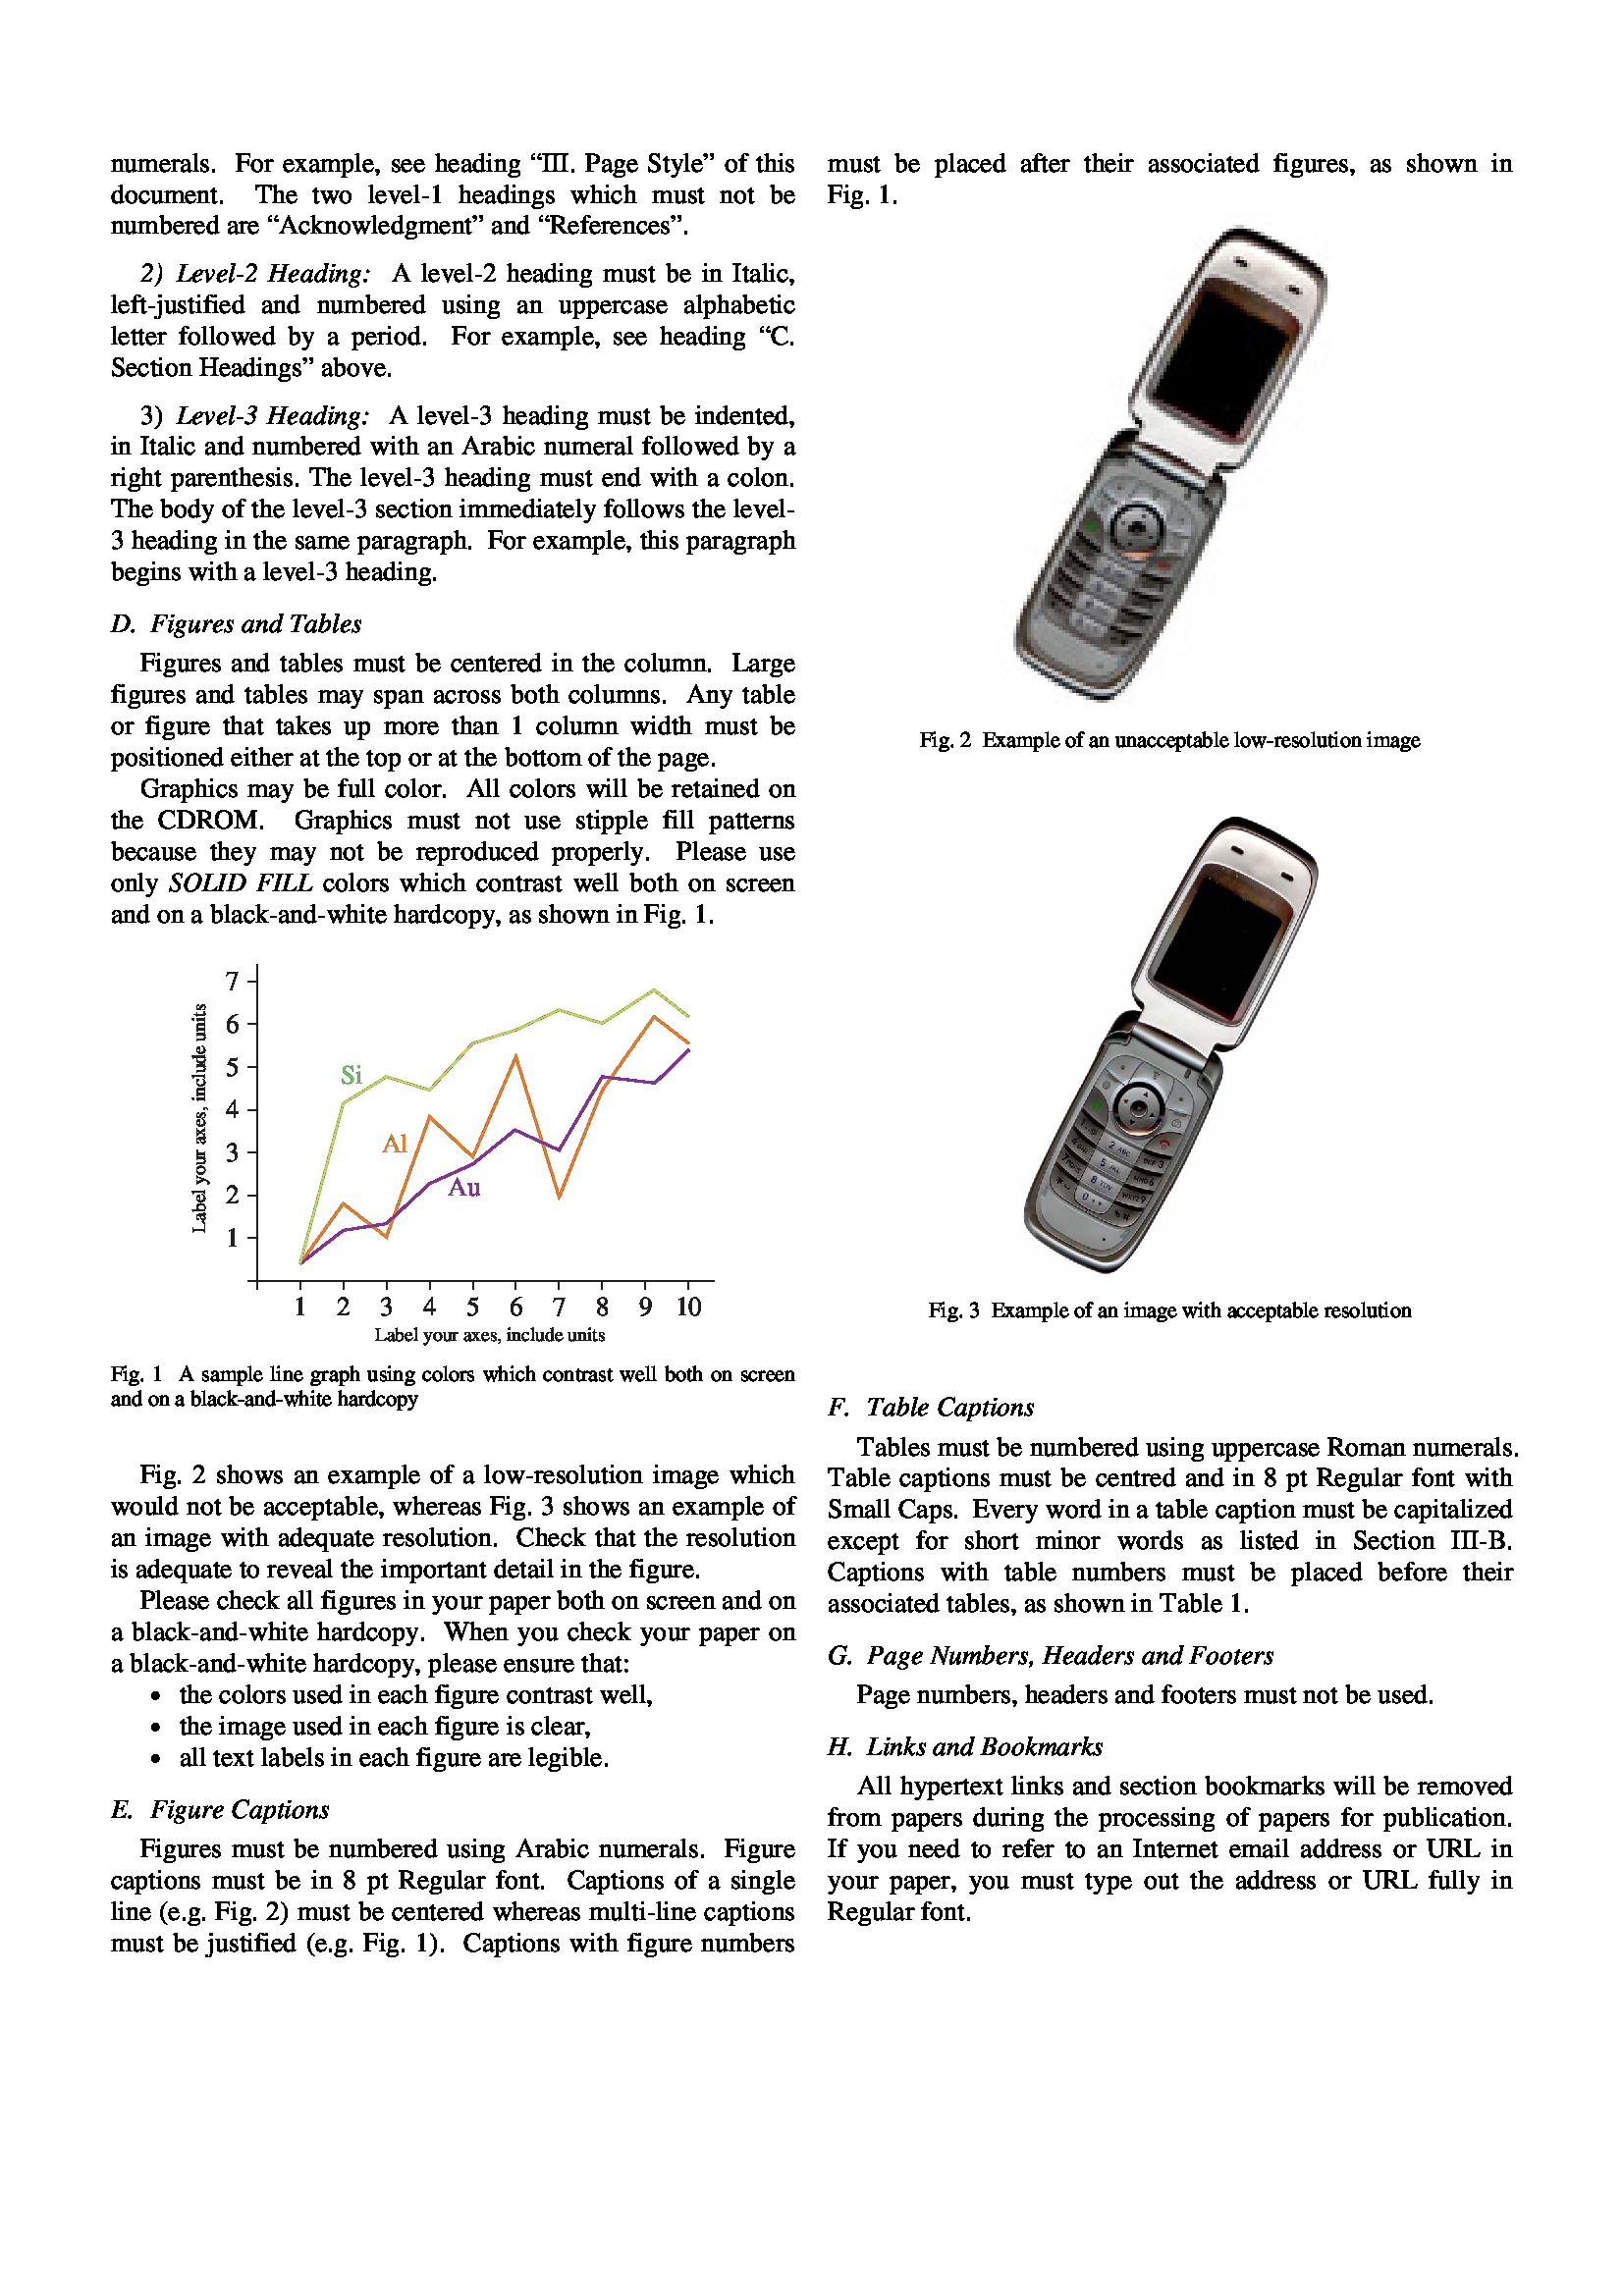 numerals. For example, see heading “III. Page Style” of this
document. The two level-1 headings which must not be
numbered are “Acknowledgment” and “References”.
2) Level-2 Heading: A level-2 heading must be in Italic,
left-justified and numbered using an uppercase alphabetic
letter followed by a period. For example, see heading “C.
Section Headings” above.
3) Level-3 Heading: A level-3 heading must be indented,
in Italic and numbered with an Arabic numeral followed by a
right parenthesis. The level-3 heading must end with a colon.
The body of the level-3 section immediately follows the level-
3 heading in the same paragraph. For example, this paragraph
begins with a level-3 heading.
D. Figures and Tables
Figures and tables must be centered in the column. Large
figures and tables may span across both columns. Any table
or figure that takes up more than 1 column width must be
positioned either at the top or at the bottom of the page.
Graphics may be full color. All colors will be retained on
the CDROM. Graphics must not use stipple fill patterns
because they may not be reproduced properly. Please use
only SOLID FILL colors which contrast well both on screen
and on a black-and-white hardcopy, as shown in Fig. 1.
Label your axes, include units
7
6
5
4
3
2
1
Si
Al
Au
1 2 3 4 5 6 7 8 9 10
Label your axes, include units
Fig. 1 A sample line graph using colors which contrast well both on screen
and on a black-and-white hardcopy
Fig. 2 shows an example of a low-resolution image which
would not be acceptable, whereas Fig. 3 shows an example of
an image with adequate resolution. Check that the resolution
is adequate to reveal the important detail in the figure.
Please check all figures in your paper both on screen and on
a black-and-white hardcopy. When you check your paper on
a black-and-white hardcopy, please ensure that:
• the colors used in each figure contrast well,
• the image used in each figure is clear,
• all text labels in each figure are legible.
E. Figure Captions
Figures must be numbered using Arabic numerals. Figure
captions must be in 8 pt Regular font. Captions of a single
line (e.g. Fig. 2) must be centered whereas multi-line captions
must be justified (e.g. Fig. 1). Captions with figure numbers
must be placed after their associated figures, as shown in
Fig. 1.
Fig. 2 Example of an unacceptable low-resolution image
Fig. 3 Example of an image with acceptable resolution
F. Table Captions
Tables must be numbered using uppercase Roman numerals.
Table captions must be centred and in 8 pt Regular font with
Small Caps. Every word in a table caption must be capitalized
except for short minor words as listed in Section III-B.
Captions with table numbers must be placed before their
associated tables, as shown in Table 1.
G. Page Numbers, Headers and Footers
Page numbers, headers and footers must not be used.
H. Links and Bookmarks
All hypertext links and section bookmarks will be removed
from papers during the processing of papers for publication.
If you need to refer to an Internet email address or URL in
your paper, you must type out the address or URL fully in
Regular font.